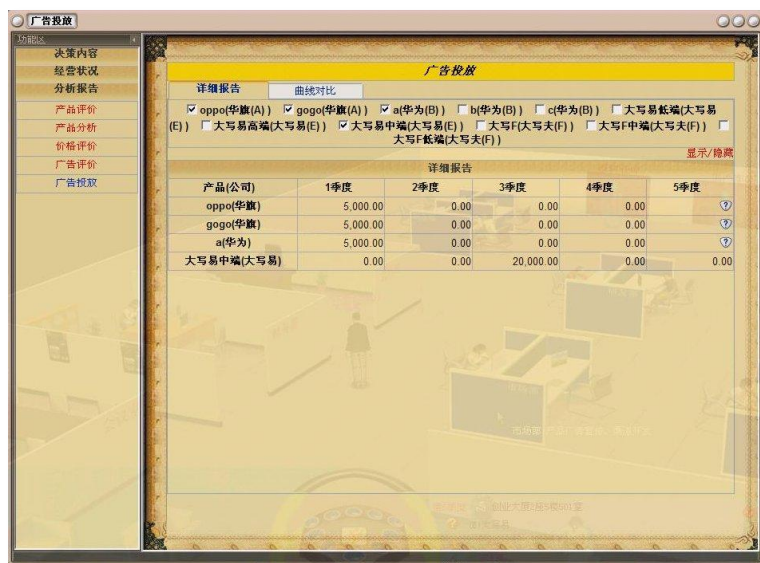 广告投放
功能区
决策内容
经营状况
分析报告
产品评价
产品分析
价格评价
广告评价
广告投放
广告投放
详细报告 曲线对比
oppo(华旗(A)) gogo(华旗(A)) a(华为(B)) b(华为(B)) c(华为(B)) 大写易低端(大写易
(E)) 大写易高端(大写易(E)) 大写易中端(大写易(E)) 大写F(大写夫(F)) 大写F中端(大写夫(F))
大写F低端(大写夫(F))
显示/隐藏
详细报告
产品(公司) 1季度 2季度 3季度 4季度 5季度
oppo(华旗) 5,000.00 0.00 0.00 0.00
gogo(华旗) 5,000.00 0.00 0.00 0.00
a(华为) 5,000.00 0.00 0.00 0.00
大写易中端(大写易) 0.00 0.00 20,000.00 0.00 0.00